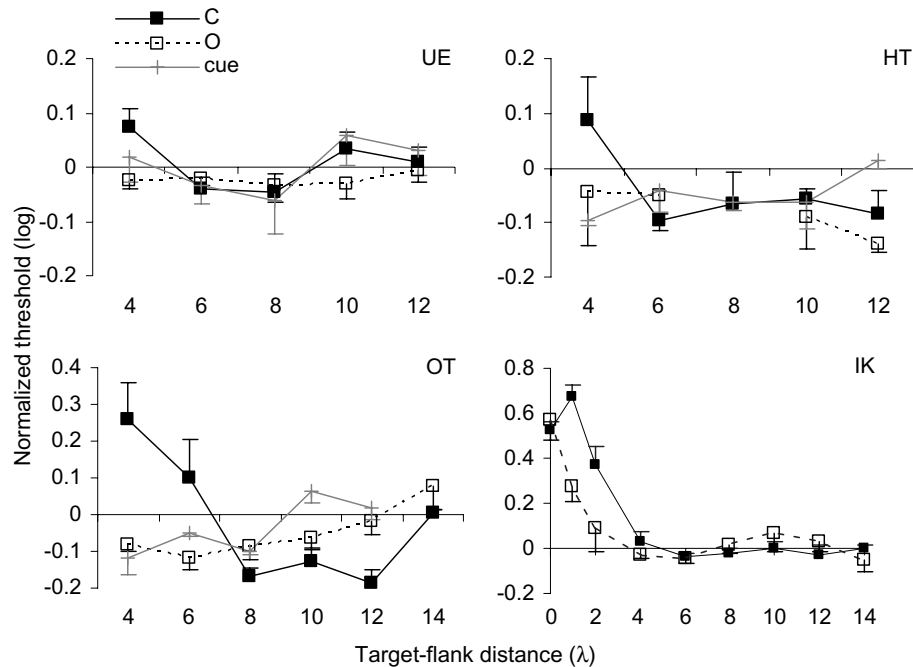 C
O
cue
UE
HT
0.2
0.1
0
-0.1
-0.2
4 6 8 10 12
0.2
0.1
0
-0.1
-0.2
4 6 8 10 12
OT
IK
0.4
0.3
0.2
0.1
0
-0.1
-0.2
4 6 8 10 12 14
0.8
0.6
0.4
0.2
0
-0.2
0 2 4 6 8 10 12 14
Normalized threshold (log)
Target-flank distance (λ)